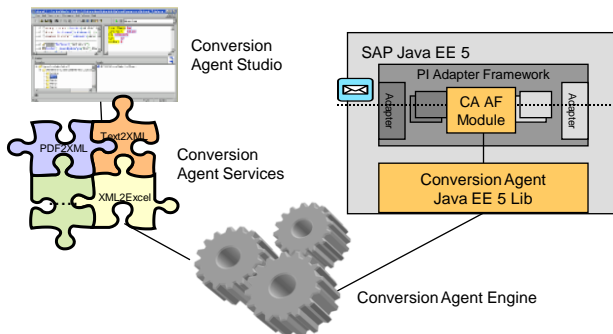 Conversion
Agent Studio
PDF2XML
Text2XML
XML2Excel
Conversion
Agent Services
SAP Java EE 5
PI Adapter Framework
Adapter
CA AF
Module
Adapter
Conversion Agent
Java EE 5 Lib
Conversion Agent Engine